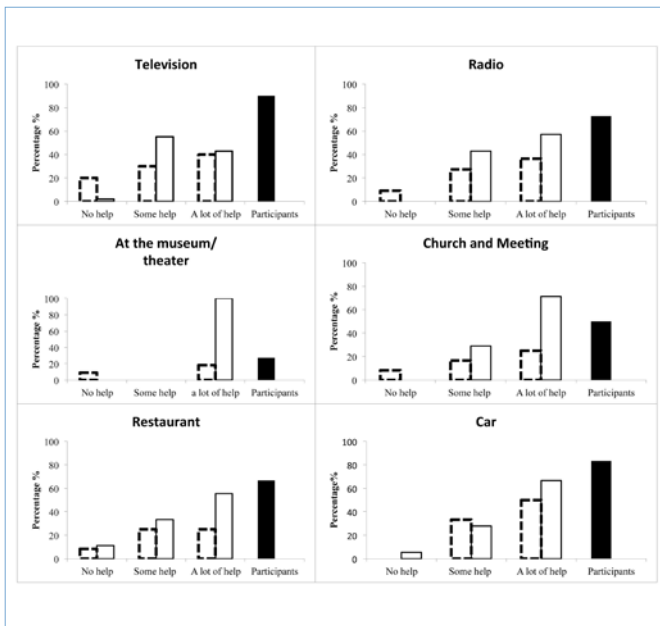 Television
Percentage %
100
80
60
40
20
0
No help Some help A lot of help Participants
Radio
Percentage %
100
80
60
40
20
0
No help Some help A lot of help Participants
At the museum/
theater
Percentage %
100
80
60
40
20
0
No help Some help a lot of help Participants
Church and Meeting
Percentage %
100
80
60
40
20
0
No help Some help A lot of help Participants
Restaurant
Percentage %
100
80
60
40
20
0
No help Some help A lot of help Participants
Car
Percentage%
100
80
60
40
20
0
No help Some help A lot of help Participants